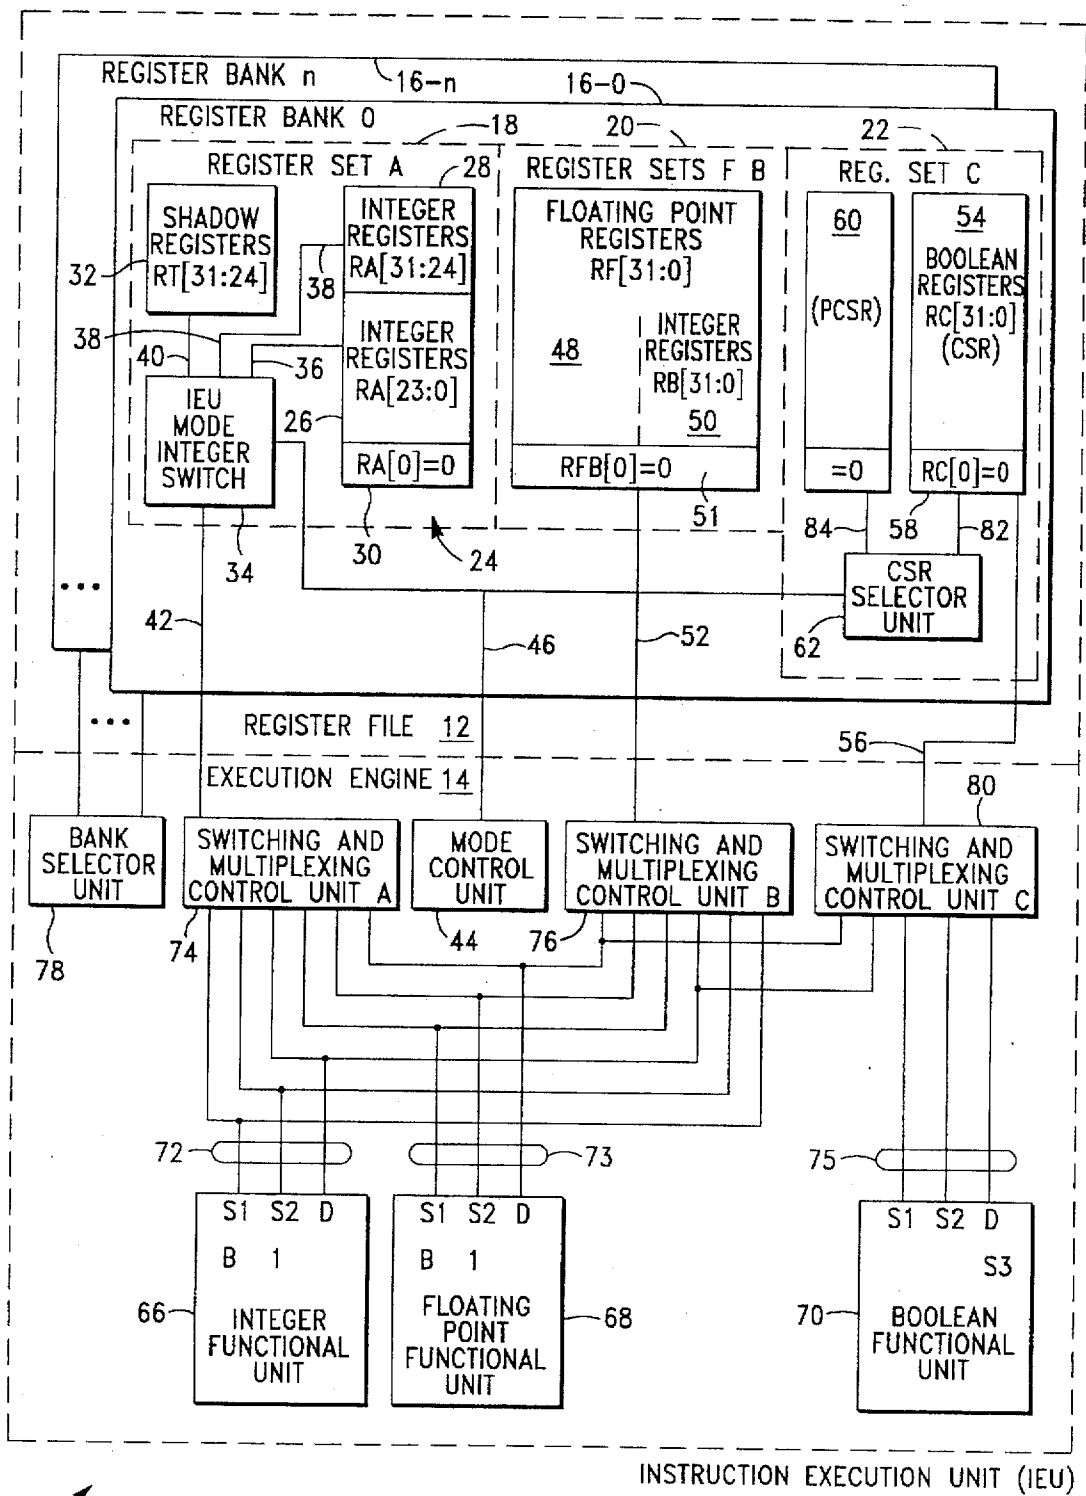 REGISTER BANK n
16-n
16-0
REGISTER BANK 0
18
20
22
REGISTER SET A
28
REGISTER SETS F B
REG. SET C
SHADOW
REGISTERS
RT[31:24]
32
INTEGER
REGISTERS
RA[31:24]
38
FLOATING POINT
REGISTERS
RF[31:0]
60
(PCSR)
54
BOOLEAN
REGISTERS
RC[31:0]
(CSR)
38
40
36
INTEGER
REGISTERS
RA[23:0]
26
48
INTEGER
REGISTERS
RB[31:0]
50
IEU
MODE
INTEGER
SWITCH
RA[0]=0
RFB[0]=0
=0
RC[0]=0
34
30
24
51
84
58
82
CSR
SELECTOR
UNIT
62
...
42
46
52
...
REGISTER FILE 12
56
EXECUTION ENGINE 14
80
BANK
SELECTOR
UNIT
SWITCHING AND
MULTIPLEXING
CONTROL UNIT A
MODE
CONTROL
UNIT
SWITCHING AND
MULTIPLEXING
CONTROL UNIT B
SWITCHING AND
MULTIPLEXING
CONTROL UNIT C
78
74
44
76
72
73
75
S1 S2 D
B 1
66
INTEGER
FUNCTIONAL
UNIT
S1 S2 D
B 1
FLOATING
POINT
FUNCTIONAL
UNIT
68
S1 S2 D
S3
70
BOOLEAN
FUNCTIONAL
UNIT
INSTRUCTION EXECUTION UNIT (IEU)